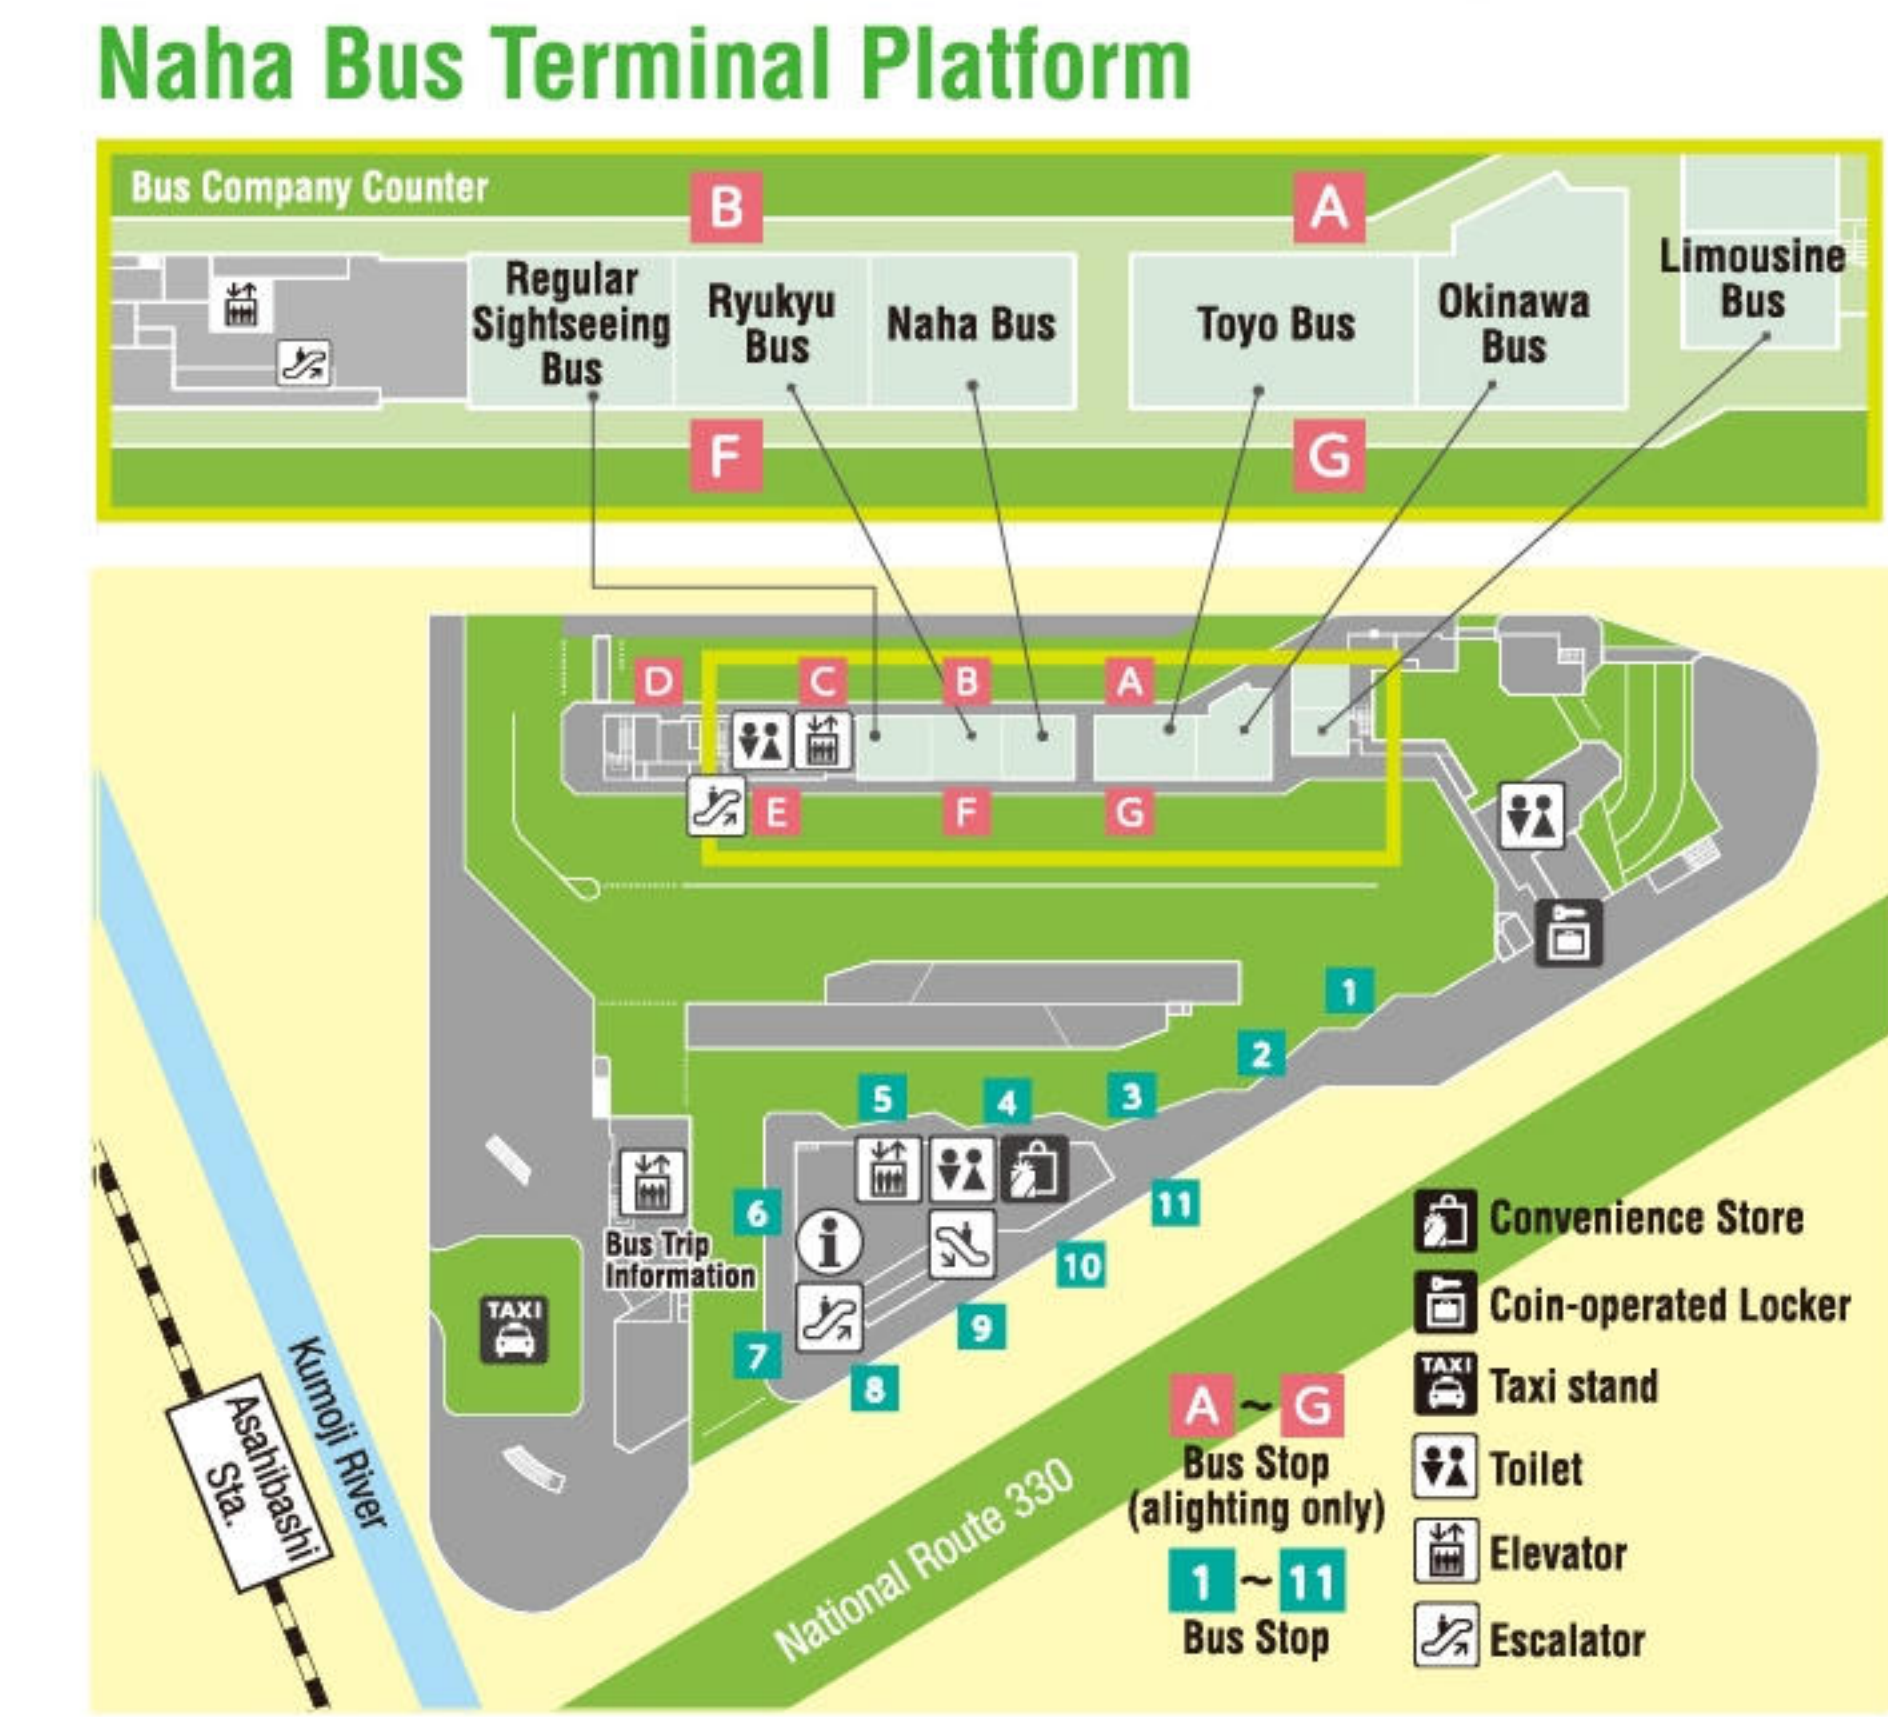 Naha Bus Terminal Platform
Bus Company Counter
B
A
Regular
Sightseeing
Bus
Ryukyu
Bus
Naha Bus
Toyo Bus
Okinawa
Bus
Limousine
Bus
F
G
D
C
B
A
E
F
G
1
2
3
4
5
6
7
8
9
10
11
Bus Trip
Information
TAXI
Kumoji River
Asahibashi
Sta.
National Route 330
A ~ G
Bus Stop
(alighting only)
1 ~ 11
Bus Stop
Convenience Store
Coin-operated Locker
TAXI
Taxi stand
Toilet
Elevator
Escalator